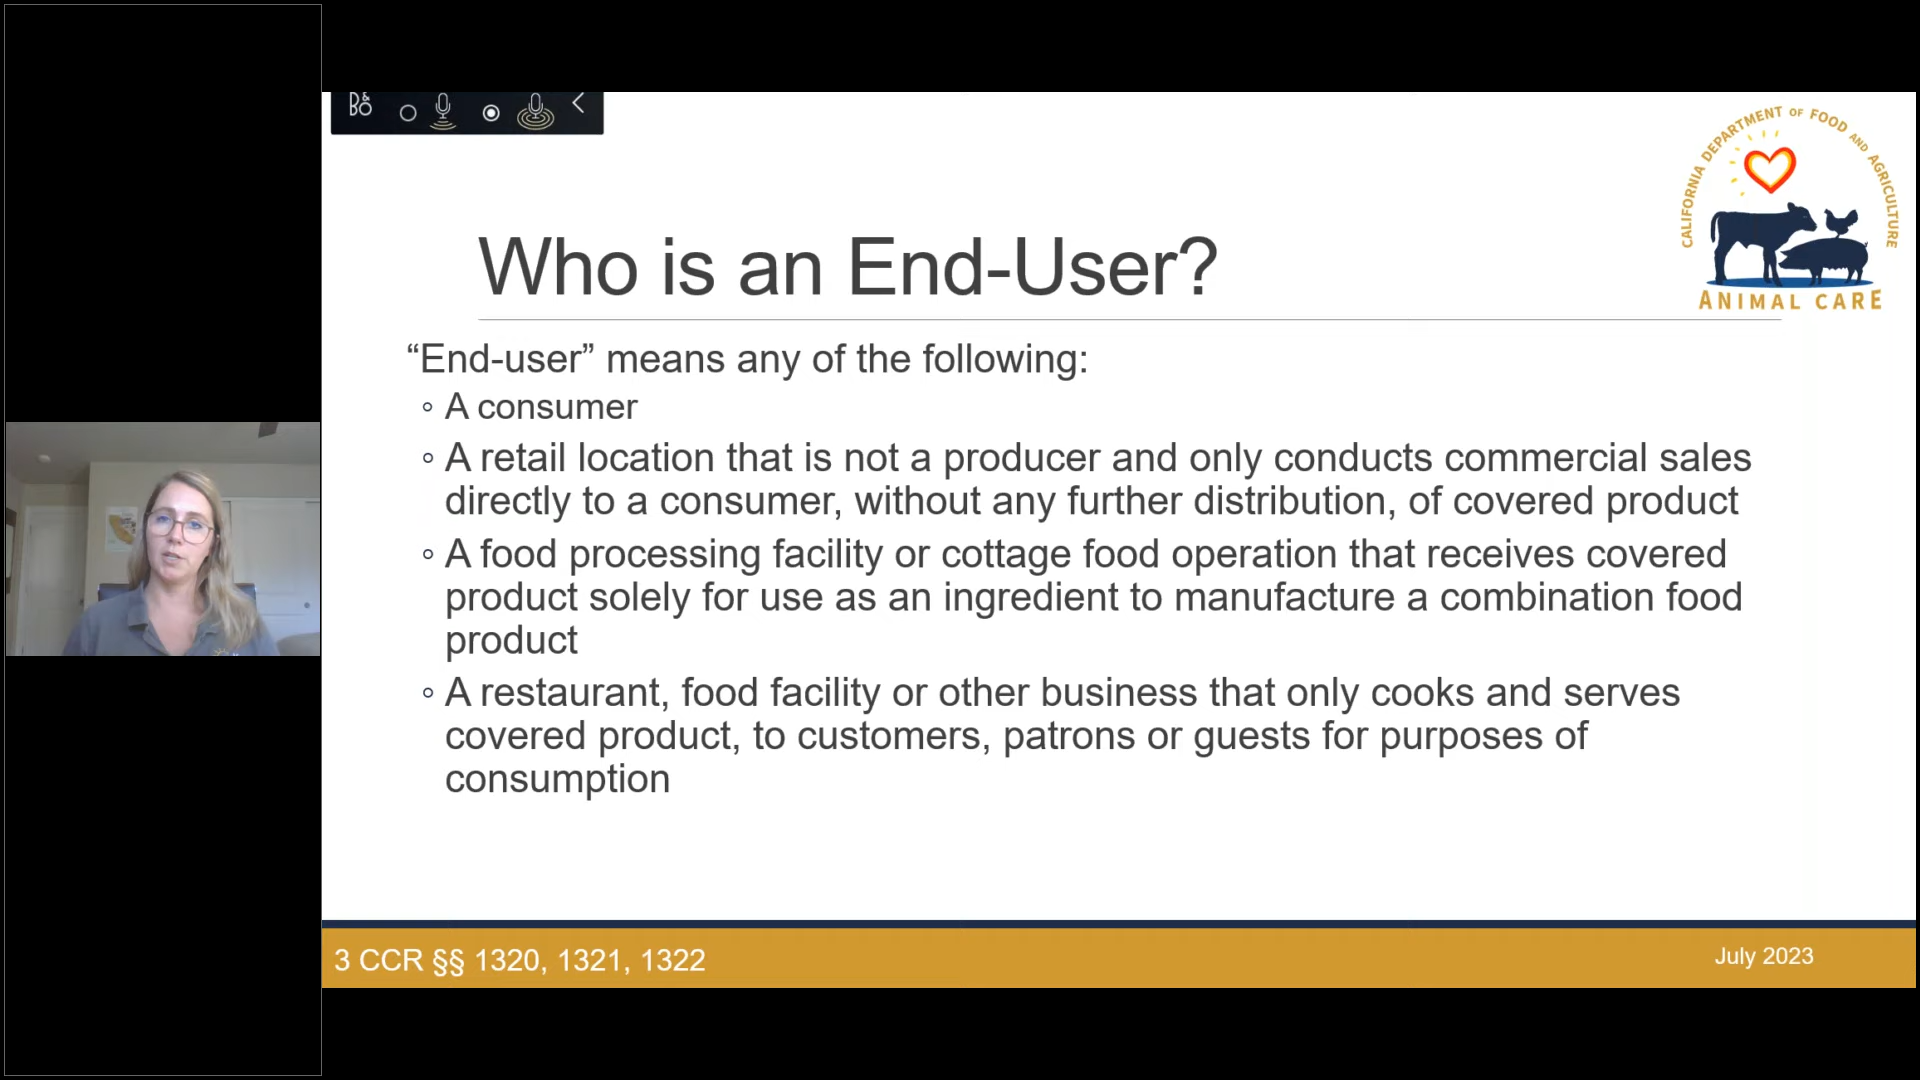 B&O
CALIFORNIA DEPARTMENT OF FOOD AND AGRICULTURE
ANIMAL CARE
Who is an End-User?
“End-user” means any of the following:
◦ A consumer
◦ A retail location that is not a producer and only conducts commercial sales
directly to a consumer, without any further distribution, of covered product
◦ A food processing facility or cottage food operation that receives covered
product solely for use as an ingredient to manufacture a combination food
product
◦ A restaurant, food facility or other business that only cooks and serves
covered product, to customers, patrons or guests for purposes of
consumption
3 CCR §§ 1320, 1321, 1322
July 2023